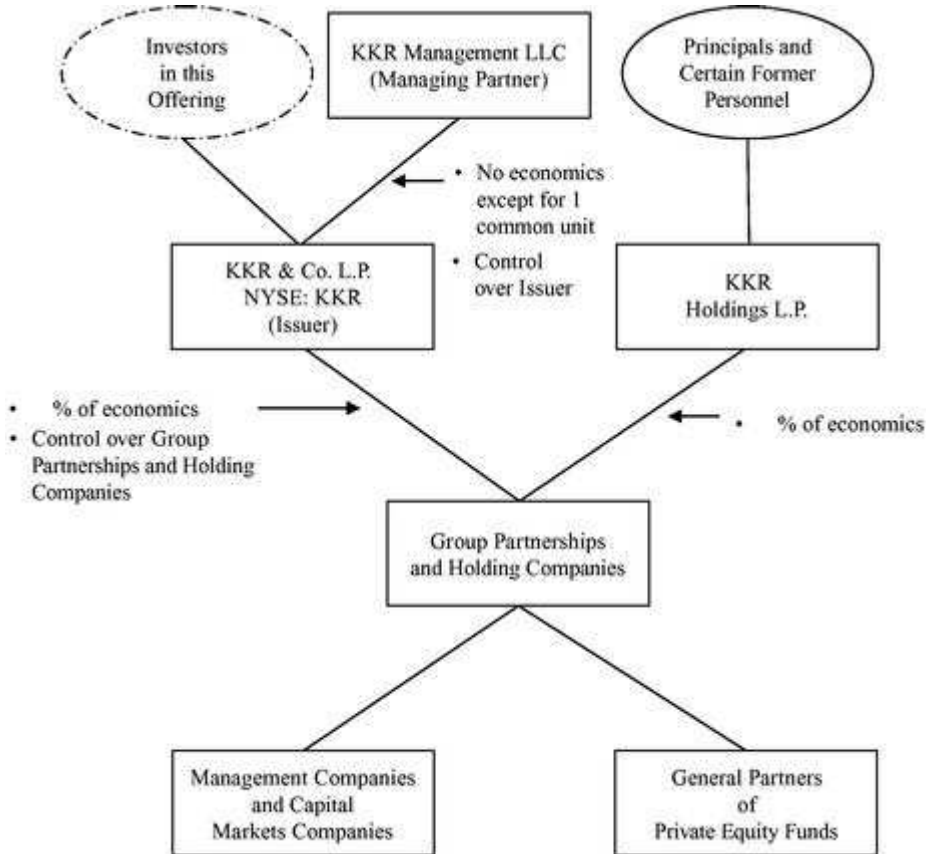 Investors
in this
Offering
KKR Management LLC
(Managing Partner)
Principals and
Certain Former
Personnel
• No economics
except for 1
common unit
• Control
over Issuer
KKR & Co. L.P.
NYSE: KKR
(Issuer)
KKR
Holdings L.P.
• % of economics
• Control over Group
Partnerships and Holding
Companies
• % of economics
Group Partnerships
and Holding Companies
Management Companies
and Capital
Markets Companies
General Partners
of
Private Equity Funds